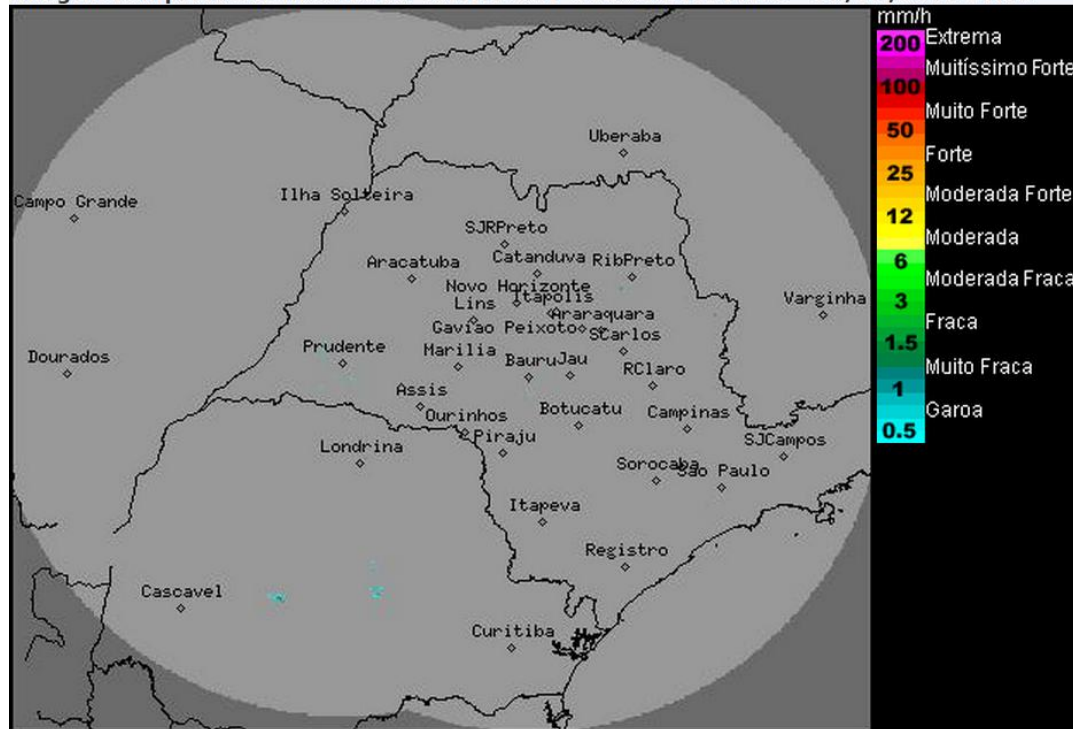 mm/h
200 Extrema
Muitíssimo Forte
100
Muito Forte
50
Forte
25
Moderada Forte
12
Moderada
6
Moderada Fraca
3
Fraca
1.5
Muito Fraca
1
Garoa
0.5
Uberaba
Ilha Solteira
Campo Grande
SJRPreto
Catanduva
RibPreto
Aracatuba
Novo Horizonte
Itapolis
Lins
Varginha
Araraquara
Gaviao Peixoto
SCarlos
Prudente
Marilia
Dourados
Bauru
Jau
RClaro
Assis
Ourinhos
Botucatu
Campinas
Piraju
SJCampos
Londrina
Sorocaba
Sao Paulo
Itapeva
Registro
Cascavel
Curitiba